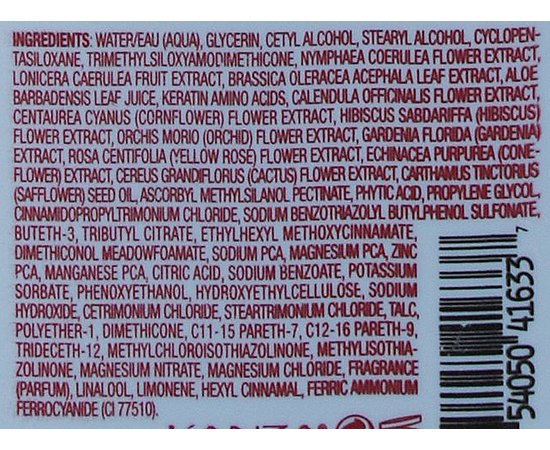 INGREDIENTS: WATER/EAU (AQUA), GLYCERIN, CETYL ALCOHOL, STEARYL ALCOHOL, CYCLOPEN-
TASILOXANE, TRIMETHYLSILOXYAMODIMETHICONE, NYMPHAEA COERULEA FLOWER EXTRACT,
LONICERA CAERULEA FRUIT EXTRACT, BRASSICA OLERACEA ACEPHALA LEAF EXTRACT, ALOE
BARBADENSIS LEAF JUICE, KERATIN AMINO ACIDS, CALENDULA OFFICINALIS FLOWER EXTRACT,
CENTAUREA CYANUS (CORNFLOWER) FLOWER EXTRACT, HIBISCUS SABDARIFFA (HIBISCUS)
FLOWER EXTRACT, ORCHIS MORIO (ORCHID) FLOWER EXTRACT, GARDENIA FLORIDA (GARDENIA)
EXTRACT, ROSA CENTIFOLIA (YELLOW ROSE) FLOWER EXTRACT, ECHINACEA PURPUREA (CONE-
FLOWER) EXTRACT, CEREUS GRANDIFLORUS (CACTUS) FLOWER EXTRACT, CARTHAMUS TINCTORIUS
(SAFFLOWER) SEED OIL, ASCORBYL METHYLSILANOL PECTINATE, PHYTIC ACID, PROPYLENE GLYCOL,
CINNAMIDOPROPYLTRIMONIUM CHLORIDE, SODIUM BENZOTHIAZOLYL BUTYLPHENOL SULFONATE,
BUTETH-3, TRIBUTYL CITRATE, ETHYLHEXYL METHOXYCINNAMATE,
DIMETHICONOL MEADOWFOAMATE, SODIUM PCA, MAGNESIUM PCA, ZINC
PCA, MANGANESE PCA, CITRIC ACID, SODIUM BENZOATE, POTASSIUM
SORBATE, PHENOXYETHANOL, HYDROXYETHYLCELLULOSE, SODIUM
HYDROXIDE, CETRIMONIUM CHLORIDE, STEARTRIMONIUM CHLORIDE, TALC,
POLYETHER-1, DIMETHICONE, C11-15 PARETH-7, C12-16 PARETH-9,
TRIDECETH-12, METHYLCHLOROISOTHIAZOLINONE, METHYLISOTHIA-
ZOLINONE, MAGNESIUM NITRATE, MAGNESIUM CHLORIDE, FRAGRANCE
(PARFUM), LINALOOL, LIMONENE, HEXYL CINNAMAL, FERRIC AMMONIUM
FERROCYANIDE (CI 77510).
54050 41633 7